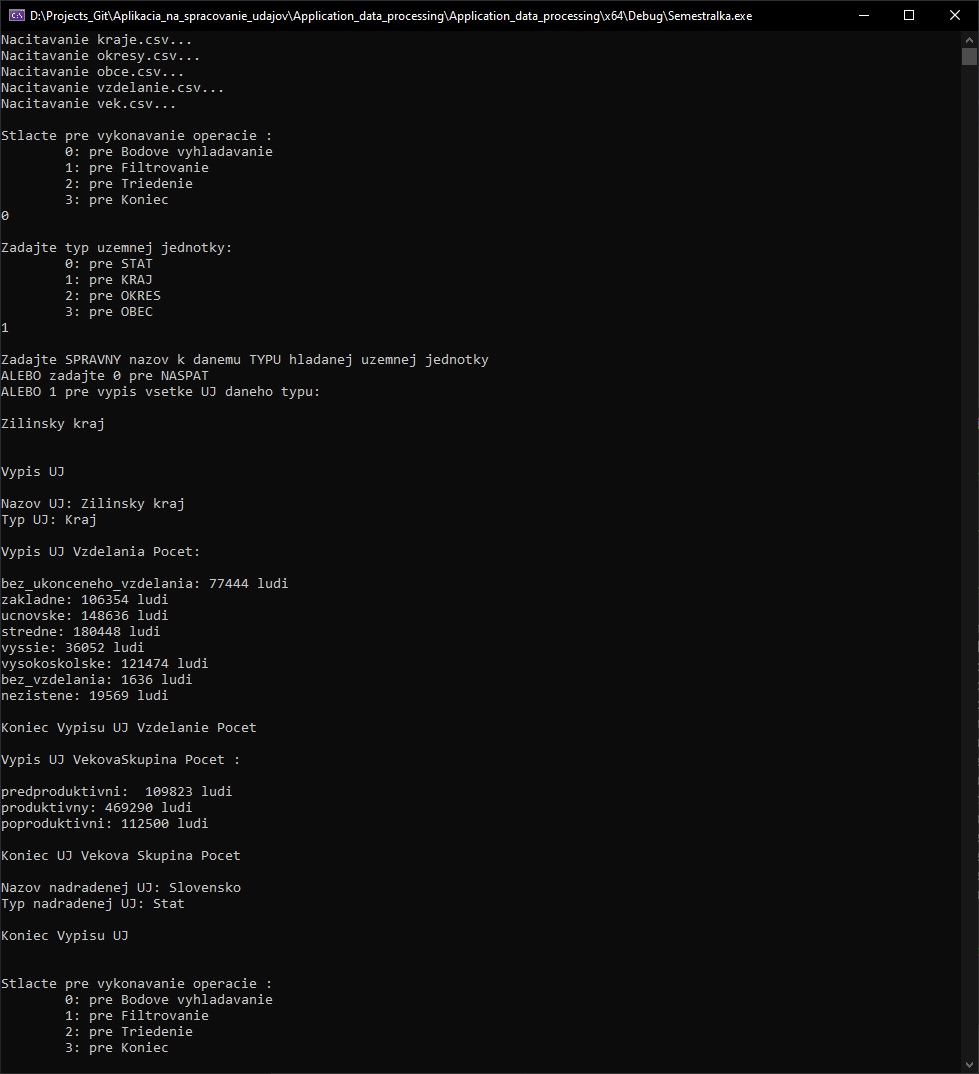 D:\Projects_Git\Aplikacia_na_spracovanie_udajov\Application_data_processing\Application_data_processing\x64\Debug\Semestralka.exe
Nacitavanie kraje.csv...
Nacitavanie okresy.csv...
Nacitavanie obce.csv...
Nacitavanie vzdelanie.csv...
Nacitavanie vek.csv...
Stlacte pre vykonavanie operacie :
0: pre Bodove vyhladavanie
1: pre Filtrovanie
2: pre Triedenie
3: pre Koniec
0
Zadajte typ uzemnej jednotky:
0: pre STAT
1: pre KRAJ
2: pre OKRES
3: pre OBEC
1
Zadajte SPRAVNY nazov k danemu TYPU hladanej uzemnej jednotky
ALEBO zadajte 0 pre NASPAT
ALEBO 1 pre vypis vsetke UJ daneho typu:
Zilinsky kraj
Vypis UJ
Nazov UJ: Zilinsky kraj
Typ UJ: Kraj
Vypis UJ Vzdelania Pocet:
bez_ukonceneho_vzdelania: 77444 ludi
zakladne: 106354 ludi
ucnovske: 148636 ludi
stredne: 180448 ludi
vyssie: 36052 ludi
vysokoskolske: 121474 ludi
bez_vzdelania: 1636 ludi
nezistene: 19569 ludi
Koniec Vypisu UJ Vzdelanie Pocet
Vypis UJ VekovaSkupina Pocet :
predproduktivni:  109823 ludi
produktivny: 469290 ludi
poproduktivni: 112500 ludi
Koniec UJ Vekova Skupina Pocet
Nazov nadradenej UJ: Slovensko
Typ nadradenej UJ: Stat
Koniec Vypisu UJ
Stlacte pre vykonavanie operacie :
0: pre Bodove vyhladavanie
1: pre Filtrovanie
2: pre Triedenie
3: pre Koniec